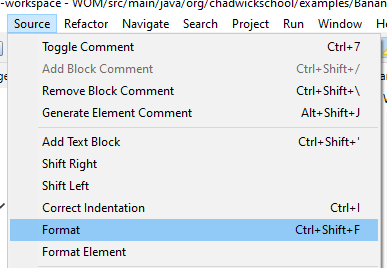 -workspace - WOM/src/main/java/org/chadwickschool/examples/Banan
Source Refactor Navigate Search Project Run Window H
Toggle Comment Ctrl+7
Add Block Comment Ctrl+Shift+/
Remove Block Comment Ctrl+Shift+\
Generate Element Comment Alt+Shift+J
Add Text Block Ctrl+Shift+'
Shift Right
Shift Left
Correct Indentation Ctrl+I
Format Ctrl+Shift+F
Format Element